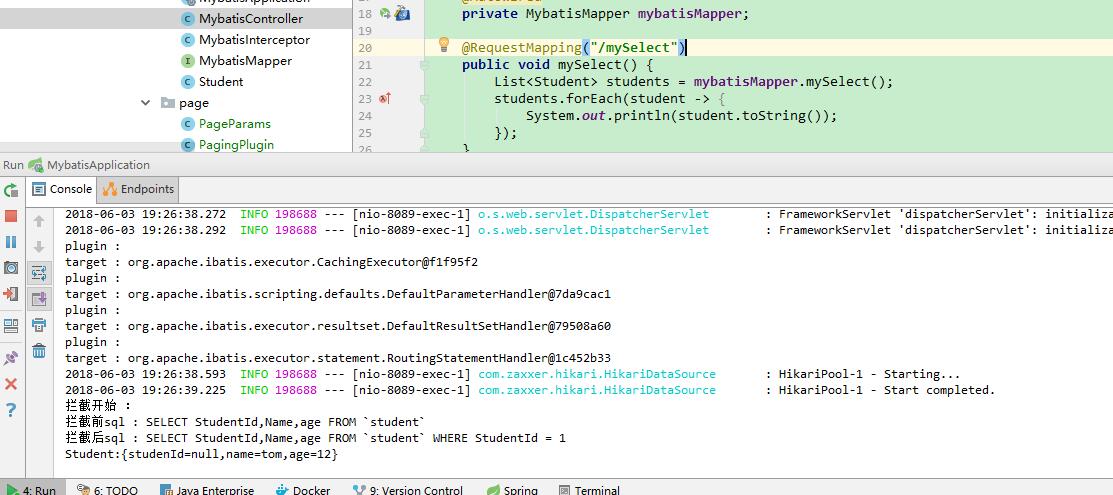 MybatisApplication
MybatisController
MybatisInterceptor
MybatisMapper
Student
page
PageParams
PagingPlugin
18 private MybatisMapper mybatisMapper;
19
20 @RequestMapping("/mySelect")
21 public void mySelect() {
22 List<Student> students = mybatisMapper.mySelect();
23 students.forEach(student -> {
24 System.out.println(student.toString());
25 });
26 }
Run MybatisApplication
Console Endpoints
2018-06-03 19:26:38.272 INFO 198688 --- [nio-8089-exec-1] o.s.web.servlet.DispatcherServlet : FrameworkServlet 'dispatcherServlet': initializa
2018-06-03 19:26:38.292 INFO 198688 --- [nio-8089-exec-1] o.s.web.servlet.DispatcherServlet : FrameworkServlet 'dispatcherServlet': initializa
plugin :
target : org.apache.ibatis.executor.CachingExecutor@f1f95f2
plugin :
target : org.apache.ibatis.scripting.defaults.DefaultParameterHandler@7da9cac1
plugin :
target : org.apache.ibatis.executor.resultset.DefaultResultSetHandler@79508a60
plugin :
target : org.apache.ibatis.executor.statement.RoutingStatementHandler@1c452b33
2018-06-03 19:26:38.593 INFO 198688 --- [nio-8089-exec-1] com.zaxxer.hikari.HikariDataSource : HikariPool-1 - Starting...
2018-06-03 19:26:39.225 INFO 198688 --- [nio-8089-exec-1] com.zaxxer.hikari.HikariDataSource : HikariPool-1 - Start completed.
拦截开始 :
拦截前sql : SELECT StudentId,Name,age FROM `student`
拦截后sql : SELECT StudentId,Name,age FROM `student` WHERE StudentId = 1
Student:{studenId=null,name=tom,age=12}
4: Run 6: TODO Java Enterprise Docker 9: Version Control Spring Terminal